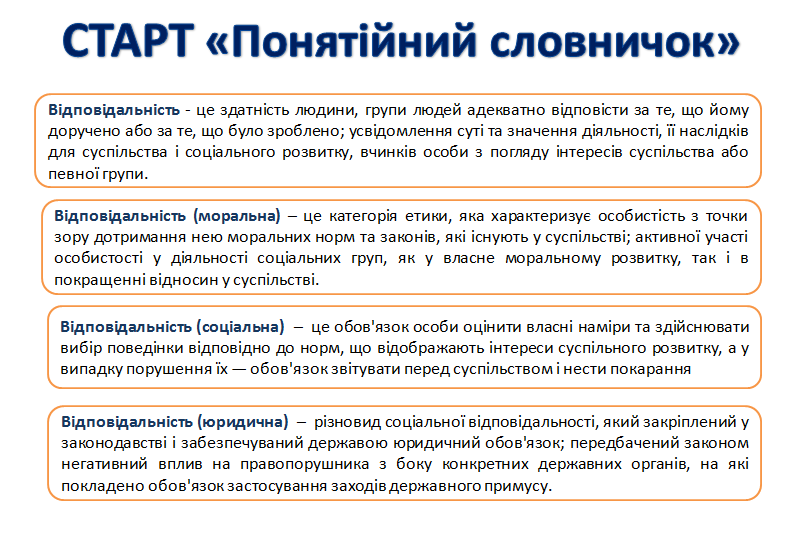 СТАРТ «Понятійний словничок»
Відповідальність - це здатність людини, групи людей адекватно відповісти за те, що йому
доручено або за те, що було зроблено; усвідомлення суті та значення діяльності, її наслідків
для суспільства і соціального розвитку, вчинків особи з погляду інтересів суспільства або
певної групи.
Відповідальність (моральна) – це категорія етики, яка характеризує особистість з точки
зору дотримання нею моральних норм та законів, які існують у суспільстві; активної участі
особистості у діяльності соціальних груп, як у власне моральному розвитку, так і в
покращенні відносин у суспільстві.
Відповідальність (соціальна) – це обов'язок особи оцінити власні наміри та здійснювати
вибір поведінки відповідно до норм, що відображають інтереси суспільного розвитку, а у
випадку порушення їх — обов'язок звітувати перед суспільством і нести покарання
Відповідальність (юридична) – різновид соціальної відповідальності, який закріплений у
законодавстві і забезпечуваний державою юридичний обов'язок; передбачений законом
негативний вплив на правопорушника з боку конкретних державних органів, на які
покладено обов'язок застосування заходів державного примусу.